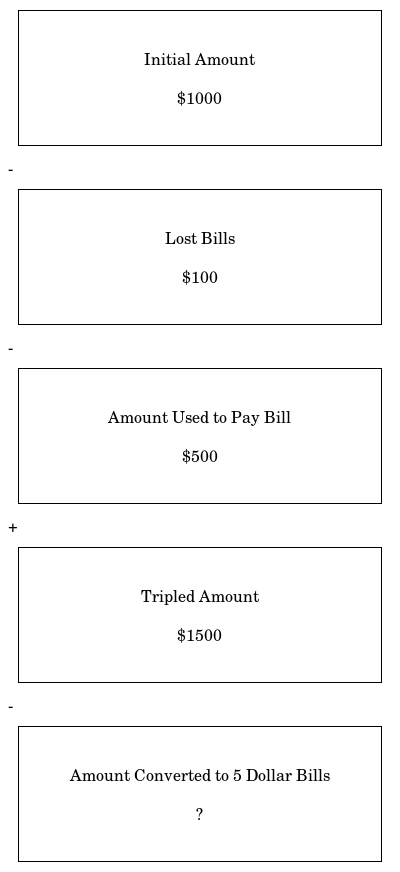 Initial Amount
$1000
-
Lost Bills
$100
-
Amount Used to Pay Bill
$500
+
Tripled Amount
$1500
-
Amount Converted to 5 Dollar Bills
?